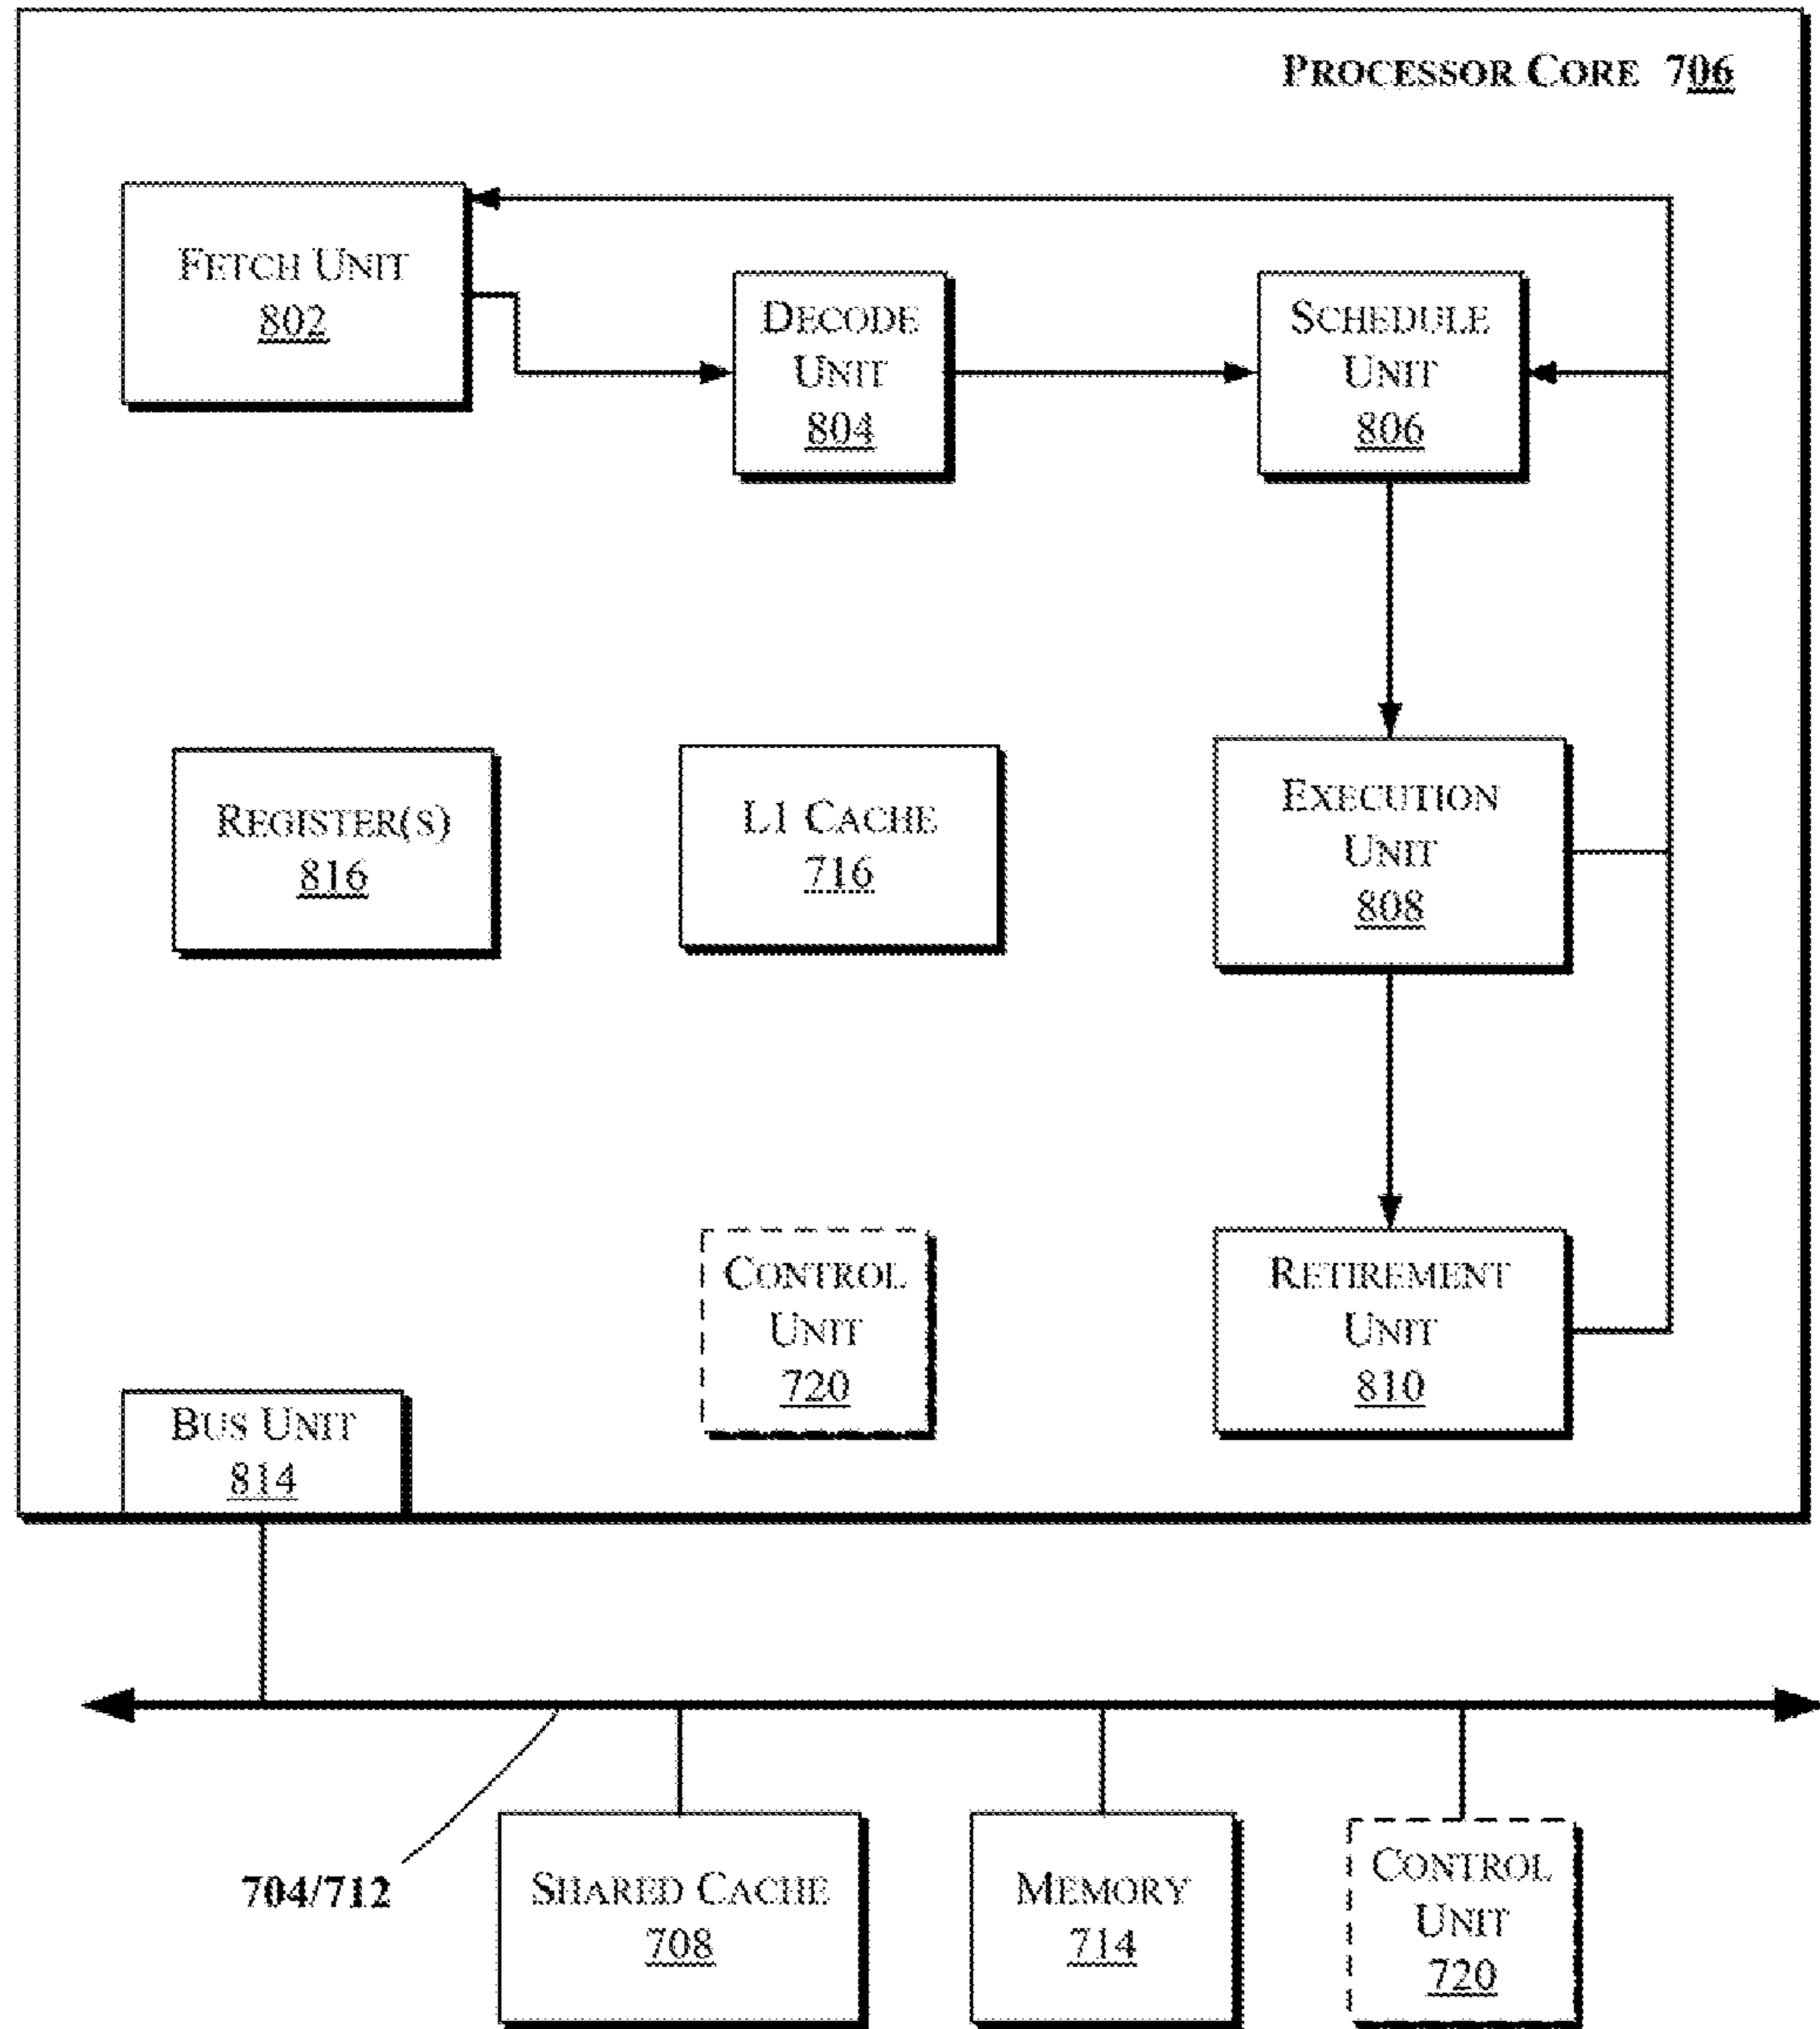 PROCESSOR CORE 706
FETCH UNIT
802
DECODE
UNIT
804
SCHEDULE
UNIT
806
REGISTER(S)
816
L1 CACHE
716
EXECUTION
UNIT
808
CONTROL
UNIT
720
RETIREMENT
UNIT
810
BUS UNIT
814
704/712
SHARED CACHE
708
MEMORY
714
CONTROL
UNIT
720